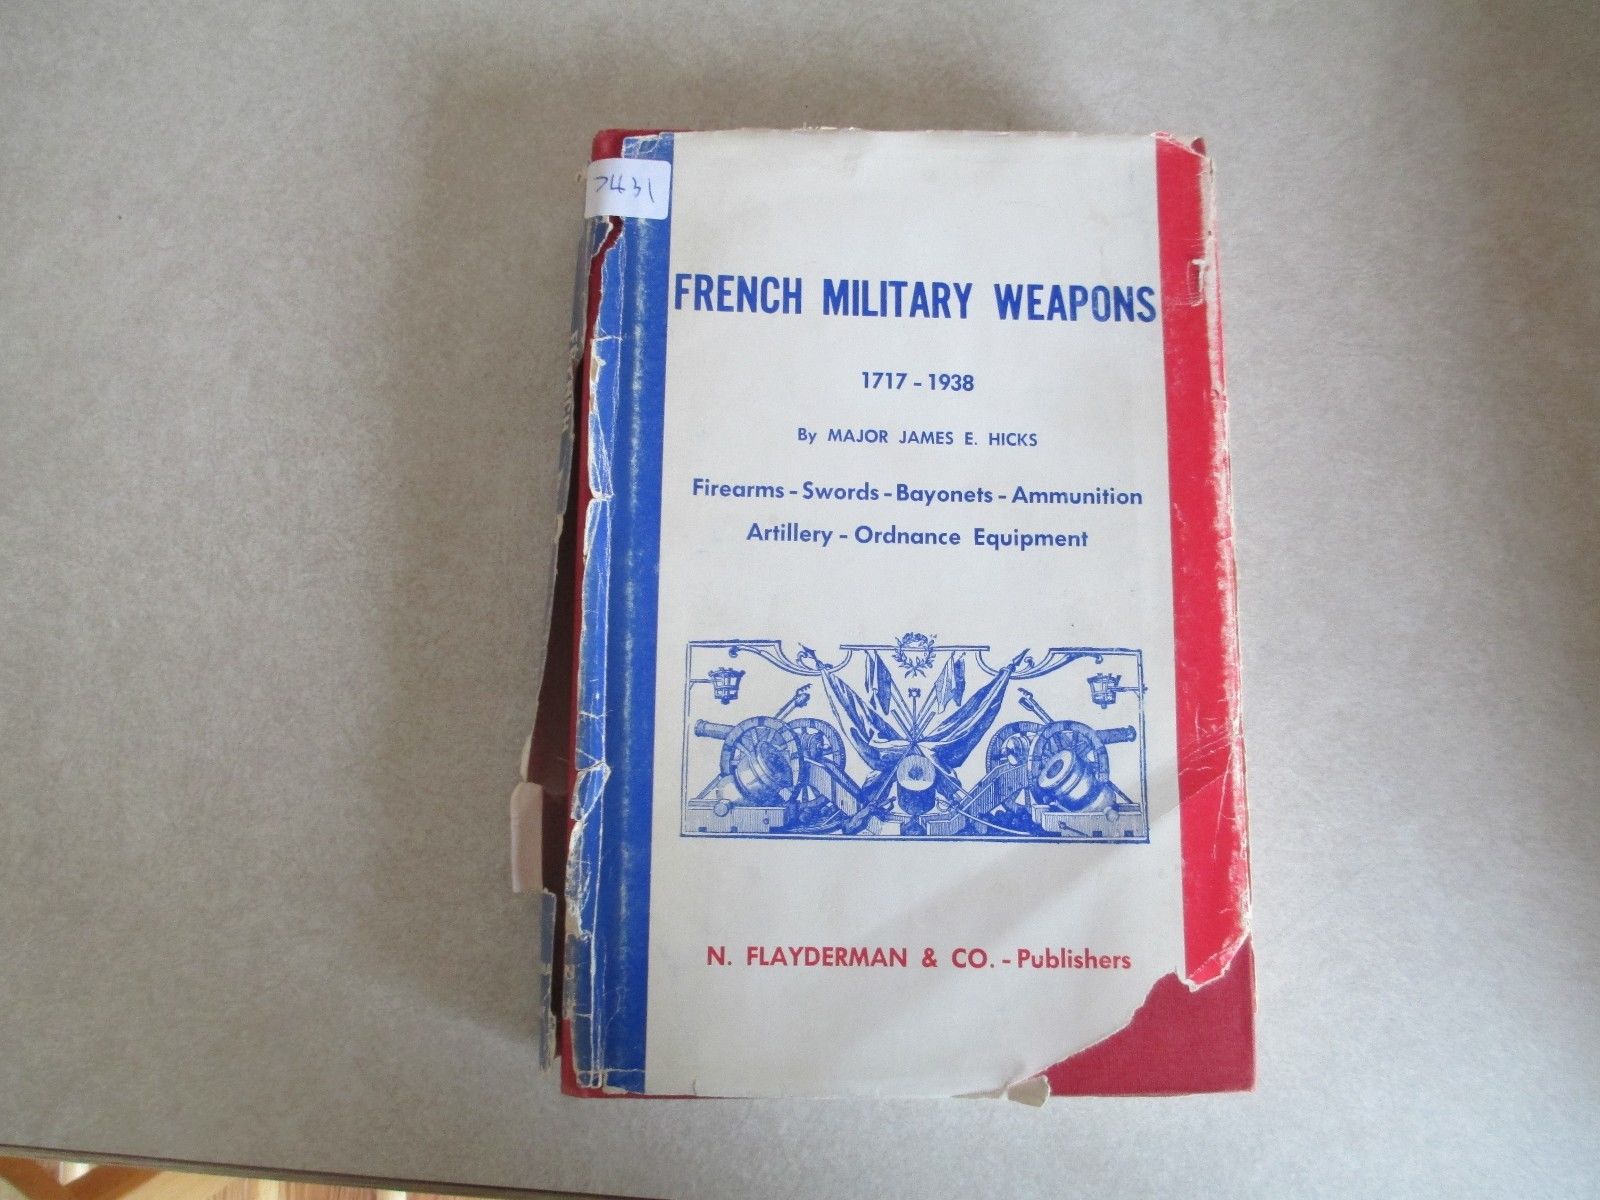 7431
FRENCH MILITARY WEAPONS
1717 - 1938
By MAJOR JAMES E. HICKS
Firearms - Swords - Bayonets - Ammunition
Artillery - Ordnance Equipment
N. FLAYDERMAN & CO. - Publishers